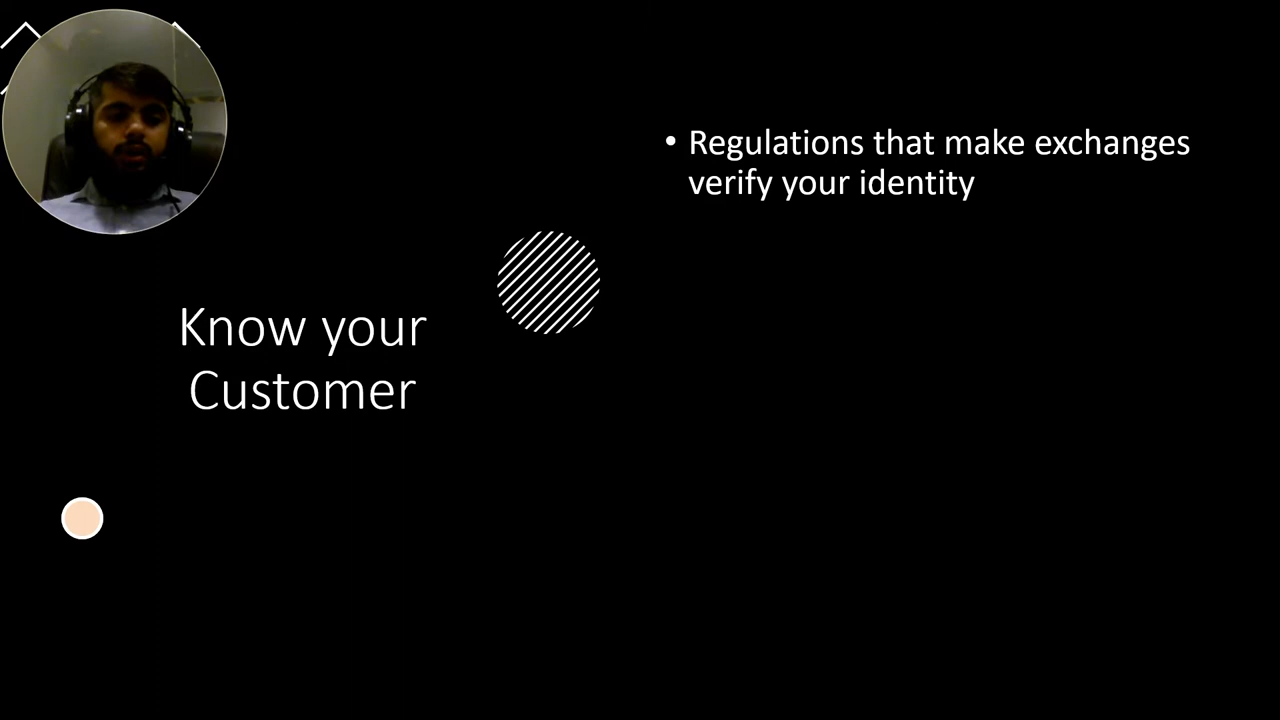 Know your
Customer
• Regulations that make exchanges
verify your identity